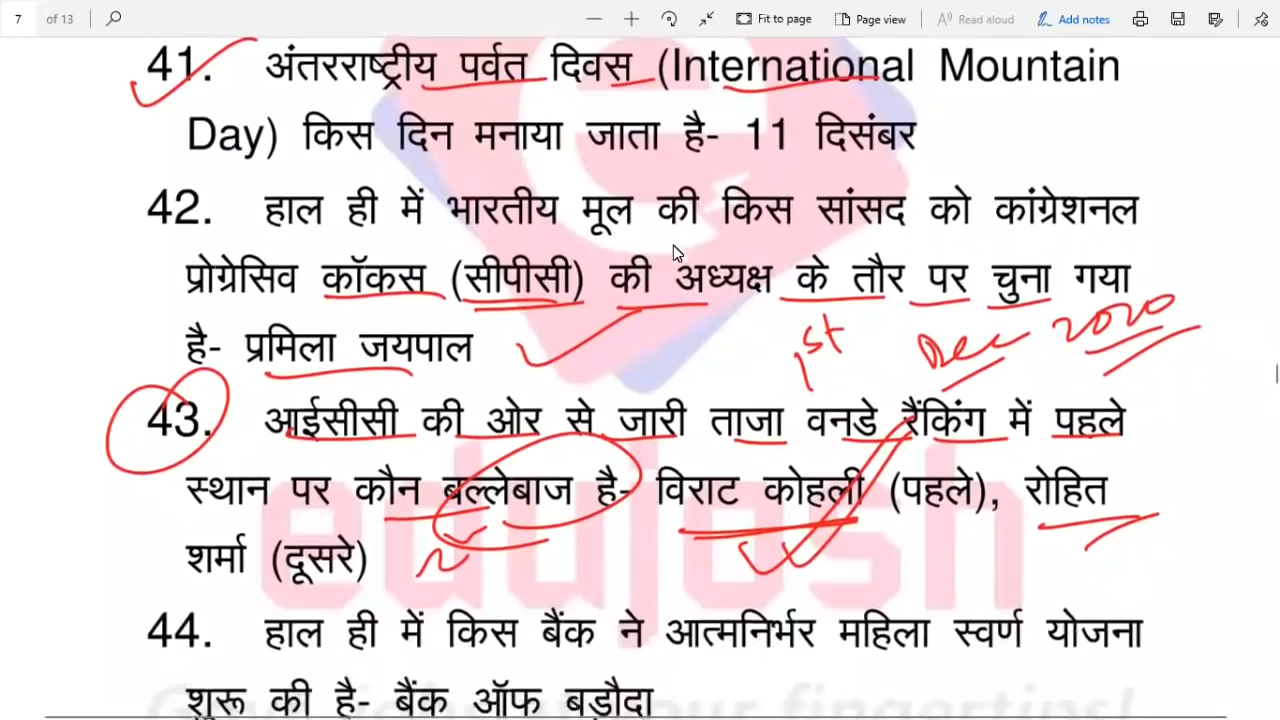 7 of 13 Fit to page Page view Read aloud Add notes
41. अंतरराष्ट्रीय पर्वत दिवस (International Mountain
Day) किस दिन मनाया जाता है- 11 दिसंबर
42. हाल ही में भारतीय मूल की किस सांसद को कांग्रेशनल
प्रोग्रेसिव कॉकस (सीपीसी) की अध्यक्ष के तौर पर चुना गया
है- प्रमिला जयपाल
1st Dec 2020
43. आईसीसी की ओर से जारी ताजा वनडे रैंकिंग में पहले
स्थान पर कौन बल्लेबाज है- विराट कोहली (पहले), रोहित
शर्मा (दूसरे)
edujosh
44. हाल ही में किस बैंक ने आत्मनिर्भर महिला स्वर्ण योजना
शुरू की है- बैंक ऑफ बड़ौदा